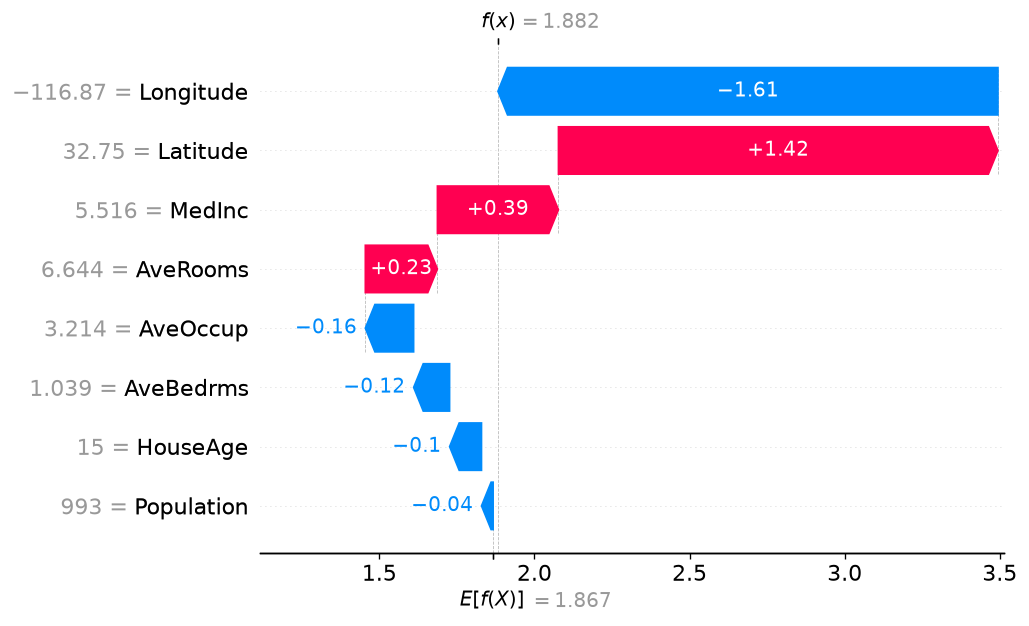 f(x) = 1.882
−116.87 = Longitude −1.61
32.75 = Latitude +1.42
5.516 = MedInc +0.39
6.644 = AveRooms +0.23
3.214 = AveOccup −0.16
1.039 = AveBedrms −0.12
15 = HouseAge −0.1
993 = Population −0.04
1.5 2.0 2.5 3.0 3.5
E[f(X)] = 1.867